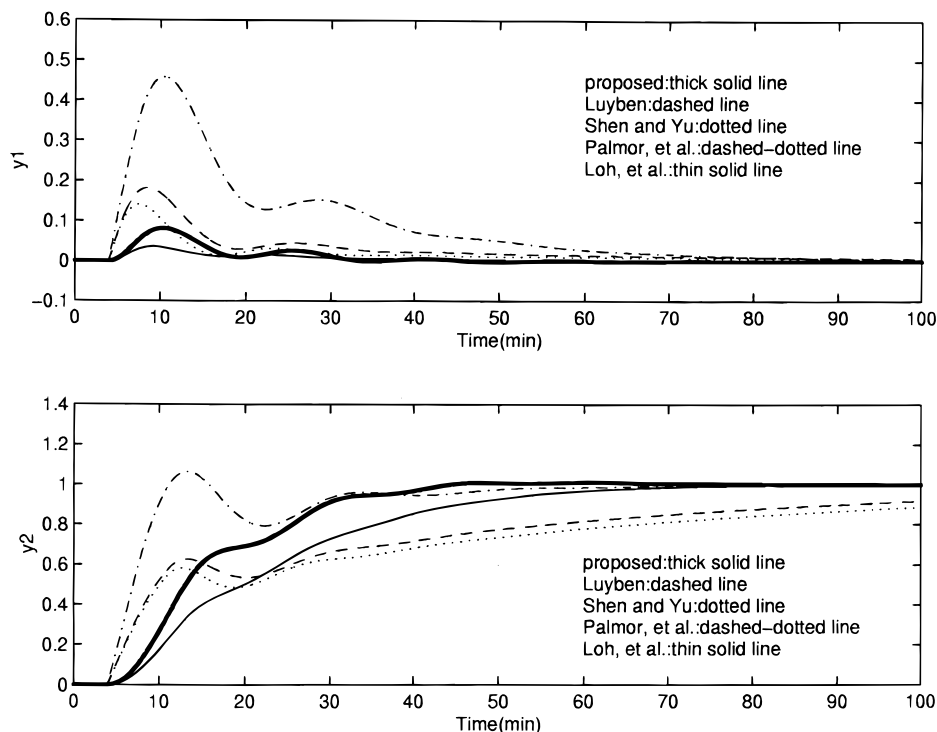 0.6
0.5
0.4
0.3
0.2
0.1
0
−0.1
y1
proposed:thick solid line
Luyben:dashed line
Shen and Yu:dotted line
Palmor, et al.:dashed−dotted line
Loh, et al.:thin solid line
0 10 20 30 40 50 60 70 80 90 100
Time(min)
1.4
1.2
1
0.8
0.6
0.4
0.2
0
y2
proposed:thick solid line
Luyben:dashed line
Shen and Yu:dotted line
Palmor, et al.:dashed−dotted line
Loh, et al.:thin solid line
0 10 20 30 40 50 60 70 80 90 100
Time(min)